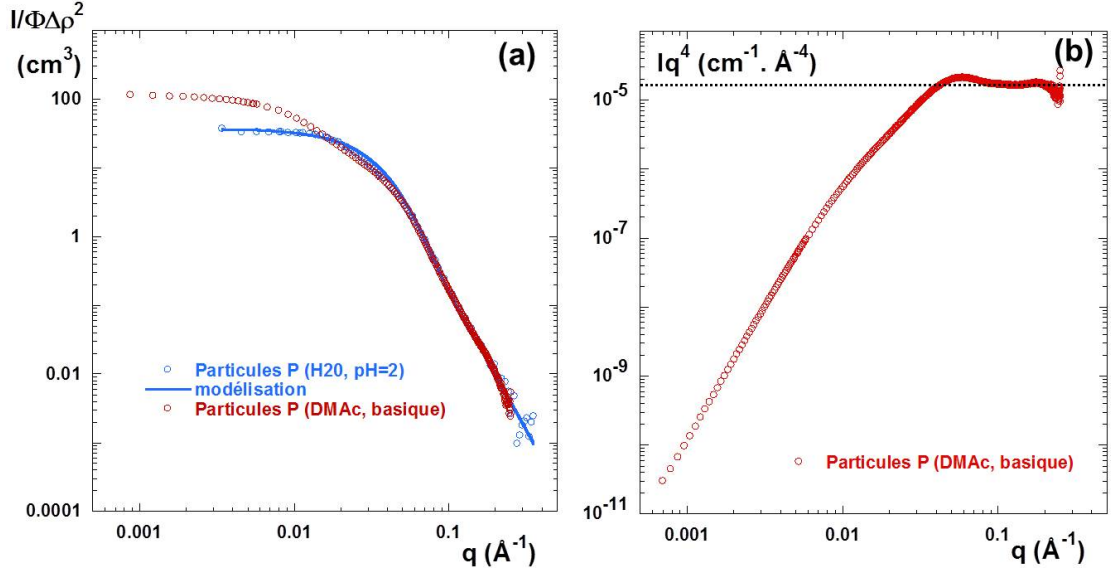 I/ΦΔρ²
(cm³)
(a)
100
1
0.01
0.0001
Particules P (H20, pH=2)
modélisation
Particules P (DMAc, basique)
0.001
0.01
0.1
q (Å⁻¹)
Iq⁴ (cm⁻¹. Å⁻⁴)
(b)
10⁻⁵
10⁻⁷
10⁻⁹
10⁻¹¹
Particules P (DMAc, basique)
0.001
0.01
0.1
q (Å⁻¹)